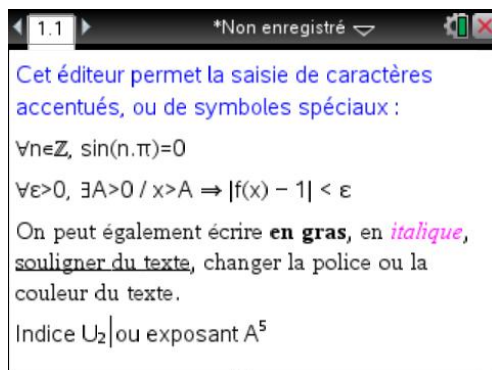 1.1 *Non enregistré
Cet éditeur permet la saisie de caractères
accentués, ou de symboles spéciaux :
∀n∈ℤ, sin(n.π)=0
∀ε>0, ∃A>0 / x>A ⇒ |f(x) − 1| < ε
On peut également écrire en gras, en italique,
souligner du texte, changer la police ou la
couleur du texte.
Indice U₂ ou exposant A⁵